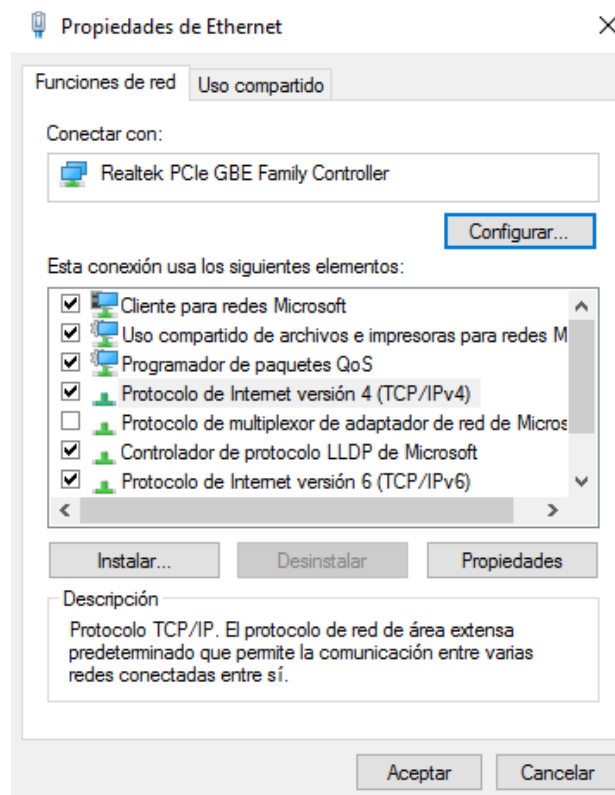 Propiedades de Ethernet
Funciones de red
Uso compartido
Conectar con:
Realtek PCIe GBE Family Controller
Configurar...
Esta conexión usa los siguientes elementos:
Cliente para redes Microsoft
Uso compartido de archivos e impresoras para redes M
Programador de paquetes QoS
Protocolo de Internet versión 4 (TCP/IPv4)
Protocolo de multiplexor de adaptador de red de Micros
Controlador de protocolo LLDP de Microsoft
Protocolo de Internet versión 6 (TCP/IPv6)
Instalar...
Desinstalar
Propiedades
Descripción
Protocolo TCP/IP. El protocolo de red de área extensa
predeterminado que permite la comunicación entre varias
redes conectadas entre sí.
Aceptar
Cancelar